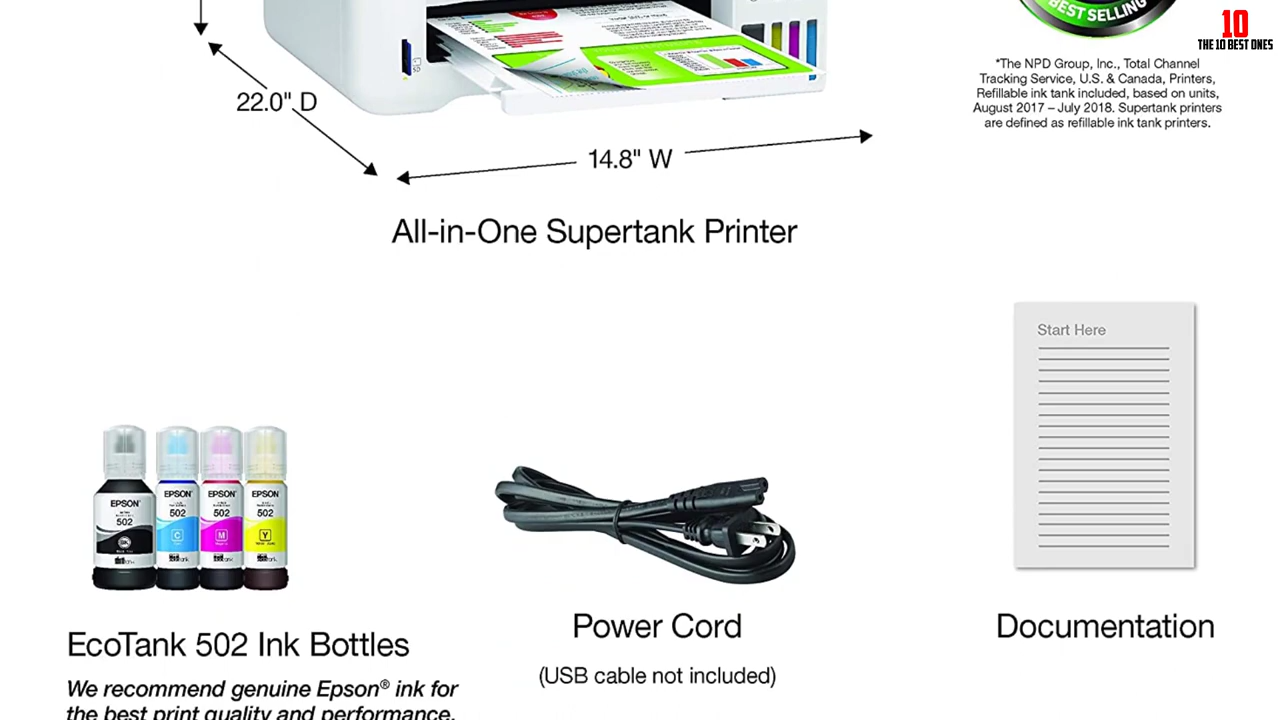 BEST SELLING
10
THE 10 BEST ONES
*The NPD Group, Inc., Total Channel
Tracking Service, U.S. & Canada, Printers,
Refillable ink tank included, based on units,
August 2017 – July 2018. Supertank printers
are defined as refillable ink tank printers.
22.0" D
14.8" W
All-in-One Supertank Printer
Start Here
EPSON
502
EPSON
502
C
EPSON
502
M
EPSON
502
Y
EcoTank 502 Ink Bottles
We recommend genuine Epson® ink for
the best print quality and performance.
Power Cord
(USB cable not included)
Documentation